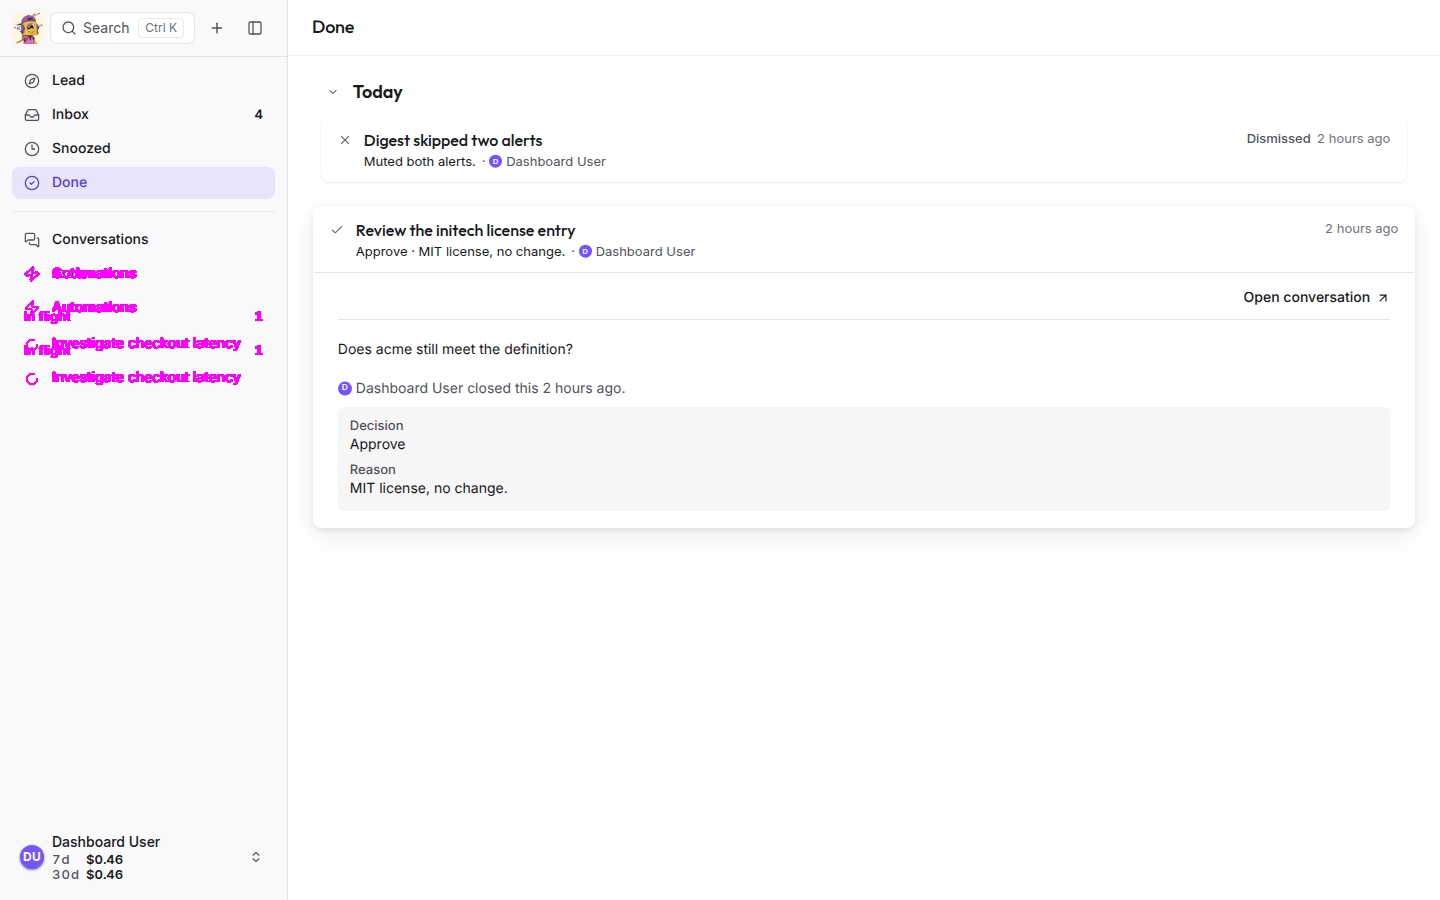 Search Ctrl K
Lead
Inbox 4
Snoozed
Done
Conversations
Automations
In flight 1
Investigate checkout latency
In flight 1
Investigate checkout latency
Dashboard User
DU
7d $0.46
30d $0.46
Done
Today
Digest skipped two alerts
Dismissed 2 hours ago
Muted both alerts. · D Dashboard User
Review the initech license entry
2 hours ago
Approve · MIT license, no change. · D Dashboard User
Open conversation
Does acme still meet the definition?
D Dashboard User closed this 2 hours ago.
Decision
Approve
Reason
MIT license, no change.